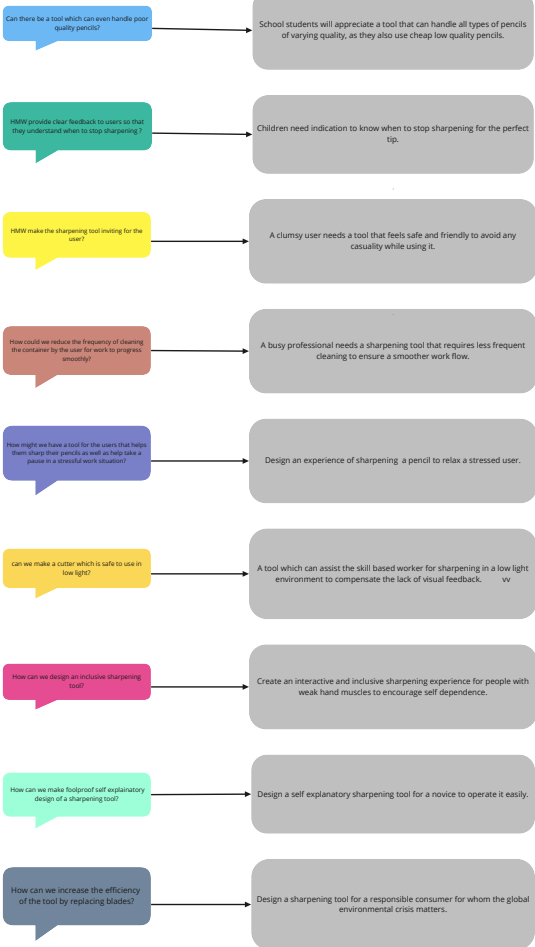 Can there be a tool which can even handle poor
quality pencils?
School students will appreciate a tool that can handle all types of pencils
of varying quality, as they also use cheap low quality pencils.
HMW provide clear feedback to users so that
they understand when to stop sharpening ?
Children need indication to know when to stop sharpening for the perfect
tip.
HMW make the sharpening tool inviting for the
user?
A clumsy user needs a tool that feels safe and friendly to avoid any
casuality while using it.
How could we reduce the frequency of cleaning
the container by the user for work to progress
smoothly?
A busy professional needs a sharpening tool that requires less frequent
cleaning to ensure a smoother work flow.
How might we have a tool for the users that helps
them sharp their pencils as well as help take a
pause in a stressful work situation?
Design an experience of sharpening a pencil to relax a stressed user.
can we make a cutter which is safe to use in
low light?
A tool which can assist the skill based worker for sharpening in a low light
environment to compensate the lack of visual feedback. vv
How can we design an inclusive sharpening
tool?
Create an interactive and inclusive sharpening experience for people with
weak hand muscles to encourage self dependence.
How can we make foolproof self explainatory
design of a sharpening tool?
Design a self explanatory sharpening tool for a novice to operate it easily.
How can we increase the efficiency
of the tool by replacing blades?
Design a sharpening tool for a responsible consumer for whom the global
environmental crisis matters.